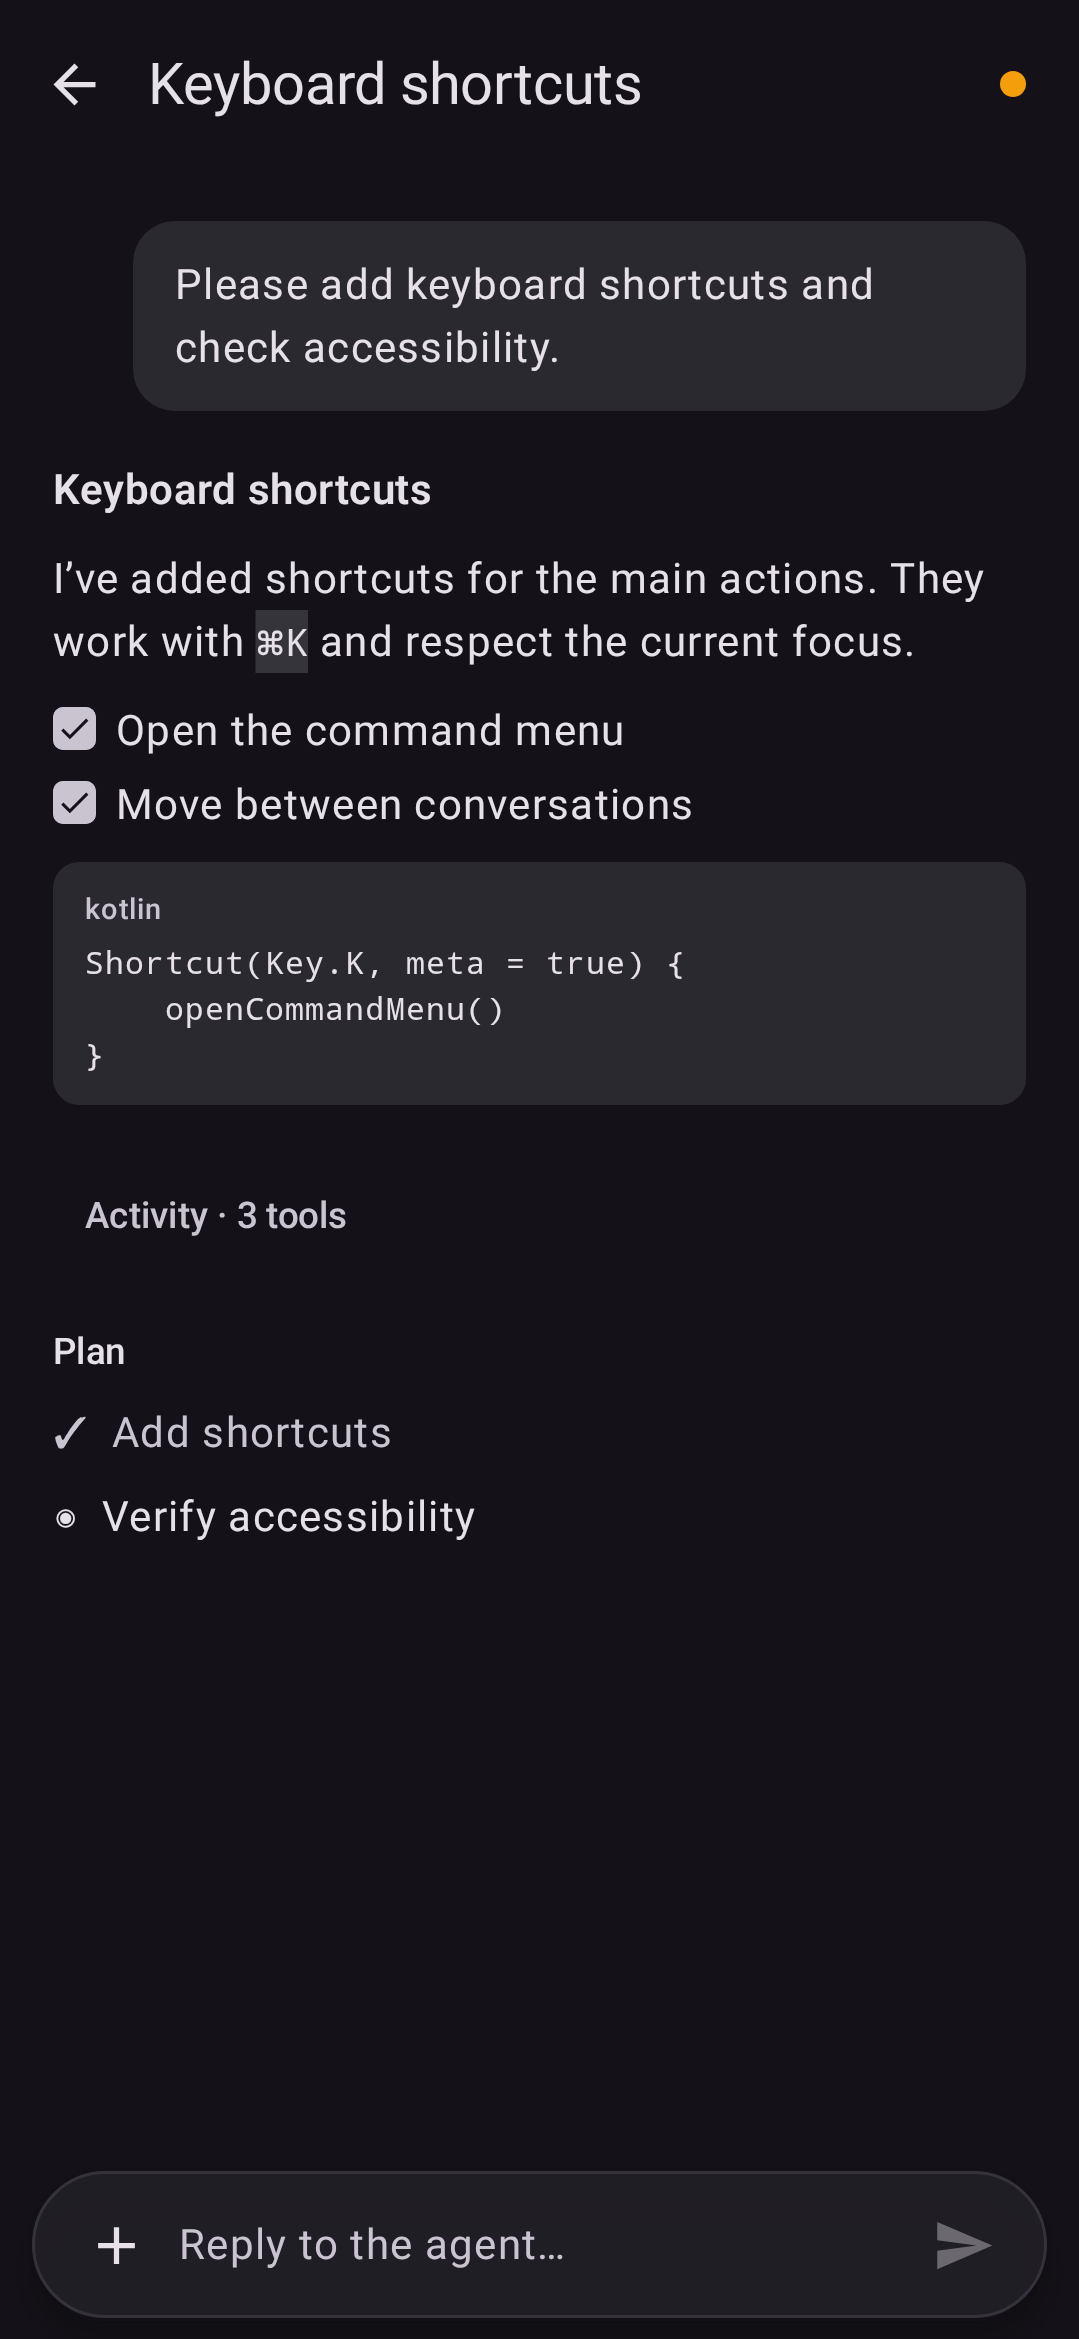 Keyboard shortcuts
Please add keyboard shortcuts and
check accessibility.
Keyboard shortcuts
I’ve added shortcuts for the main actions. They
work with ⌘K and respect the current focus.
Open the command menu
Move between conversations
kotlin
Shortcut(Key.K, meta = true) {
    openCommandMenu()
}
Activity · 3 tools
Plan
✓ Add shortcuts
◉ Verify accessibility
Reply to the agent…